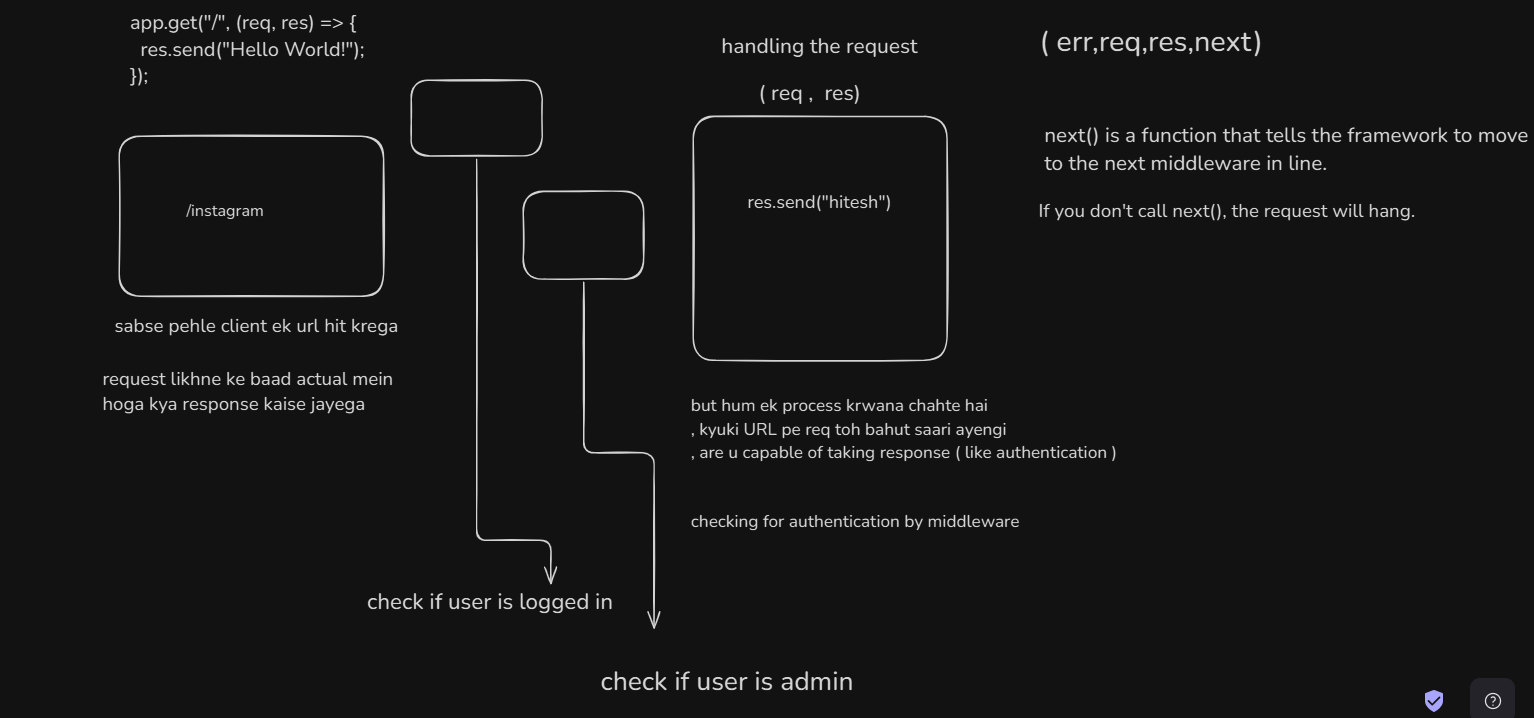 app.get("/", (req, res) => {
  res.send("Hello World!");
});
/instagram
sabse pehle client ek url hit krega
request likhne ke baad actual mein
hoga kya response kaise jayega
handling the request
( req ,  res)
res.send("hitesh")
but hum ek process krwana chahte hai
, kyuki URL pe req toh bahut saari ayengi
, are u capable of taking response ( like authentication )
checking for authentication by middleware
check if user is logged in
check if user is admin
( err,req,res,next)
next() is a function that tells the framework to move
to the next middleware in line.
If you don't call next(), the request will hang.